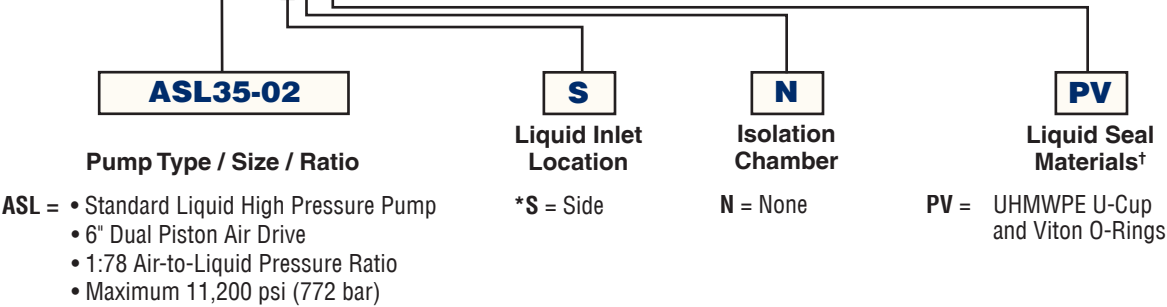 ASL35-02
S
N
PV
Pump Type / Size / Ratio
Liquid Inlet
Location
Isolation
Chamber
Liquid Seal
Materials†
ASL = • Standard Liquid High Pressure Pump
• 6" Dual Piston Air Drive
• 1:78 Air-to-Liquid Pressure Ratio
• Maximum 11,200 psi (772 bar)
*S = Side
N = None
PV = UHMWPE U-Cup
and Viton O-Rings